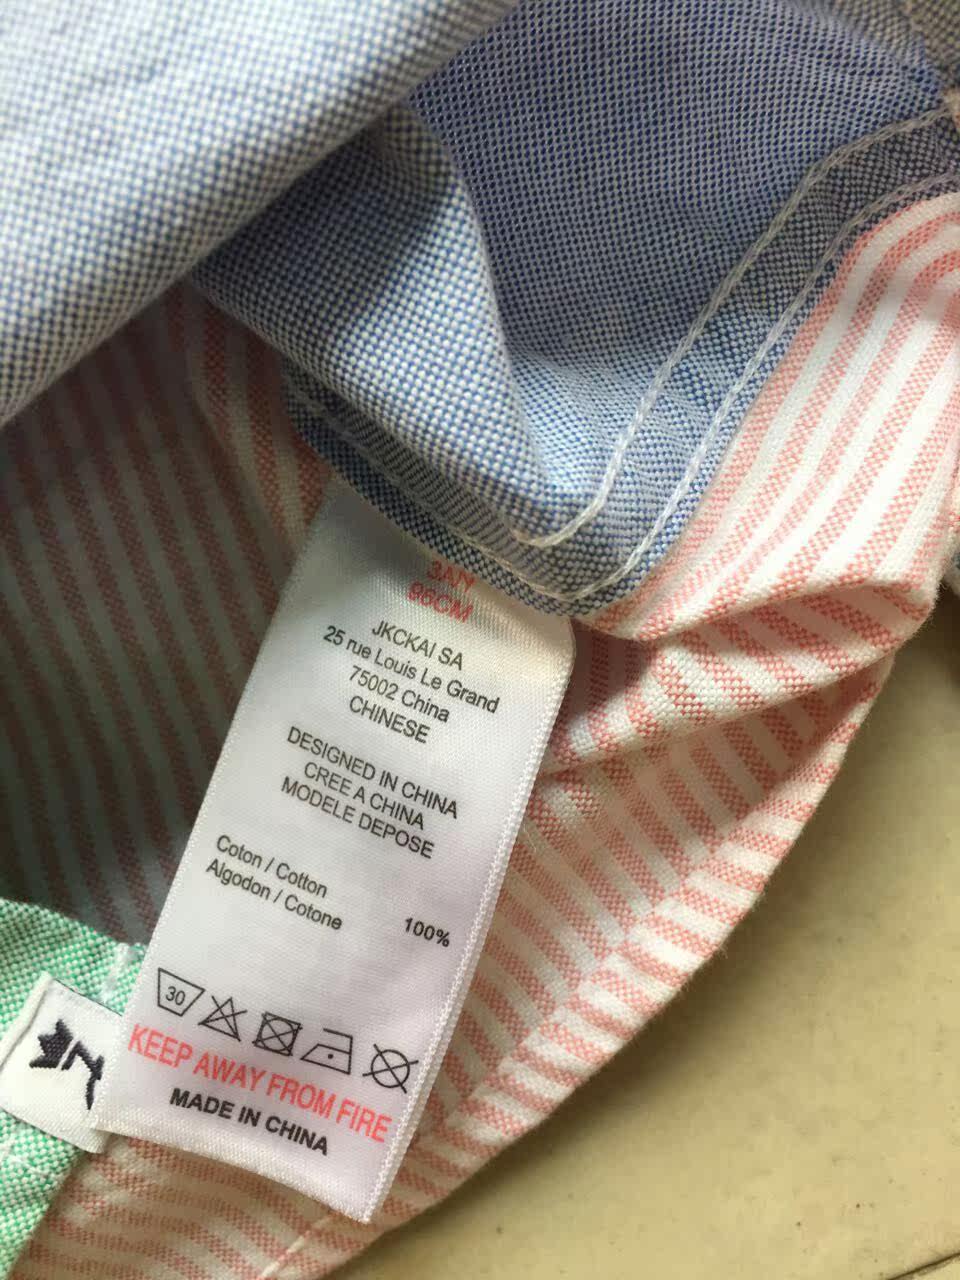 3A/Y
96CM
JKCKAI SA
25 rue Louis Le Grand
75002 China
CHINESE
DESIGNED IN CHINA
CREE A CHINA
MODELE DEPOSE
Coton / Cotton
Algodon / Cotone
100%
30
KEEP AWAY FROM FIRE
MADE IN CHINA